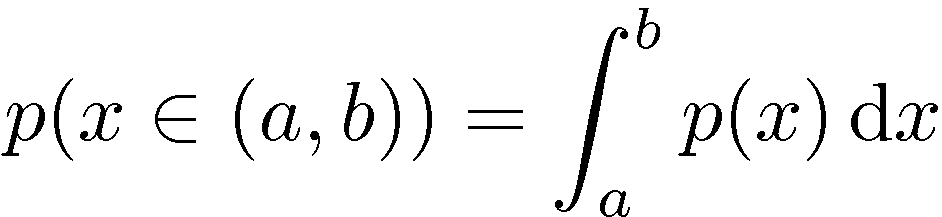 p(x ∈ (a, b)) = ∫_a^b p(x) dx